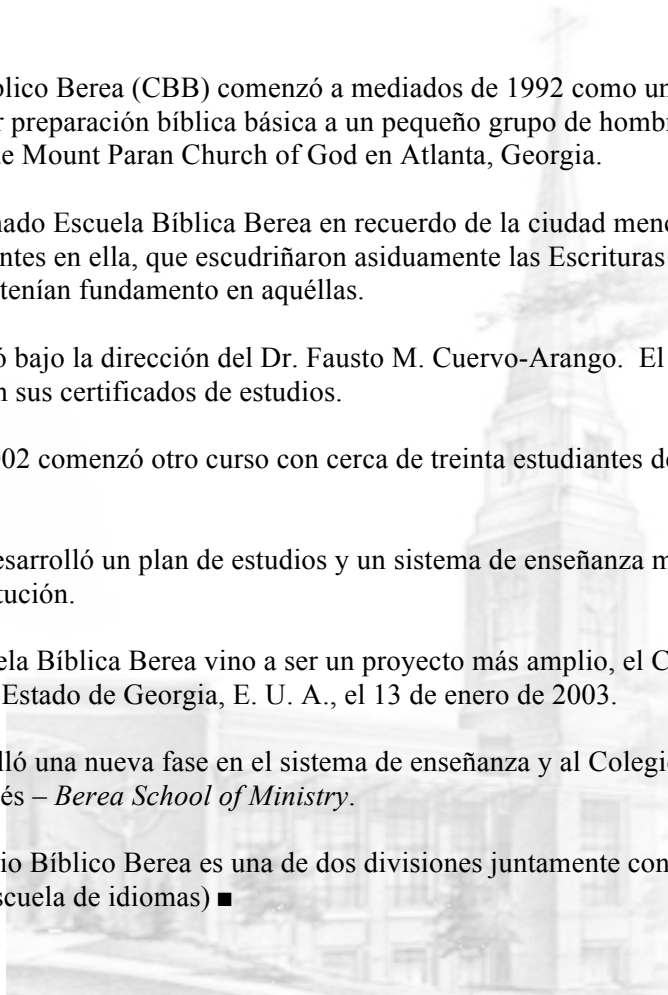 blico Berea (CBB) comenzó a mediados de 1992 como un
r preparación bíblica básica a un pequeño grupo de homb
e Mount Paran Church of God en Atlanta, Georgia.
nado Escuela Bíblica Berea en recuerdo de la ciudad menc
ntes en ella, que escudriñaron asiduamente las Escrituras
tenían fundamento en aquéllas.
ó bajo la dirección del Dr. Fausto M. Cuervo-Arango. El
n sus certificados de estudios.
02 comenzó otro curso con cerca de treinta estudiantes de
esarrolló un plan de estudios y un sistema de enseñanza m
tución.
ela Bíblica Berea vino a ser un proyecto más amplio, el C
Estado de Georgia, E. U. A., el 13 de enero de 2003.
lló una nueva fase en el sistema de enseñanza y al Colegio
és – Berea School of Ministry.
io Bíblico Berea es una de dos divisiones juntamente con
scuela de idiomas) ■